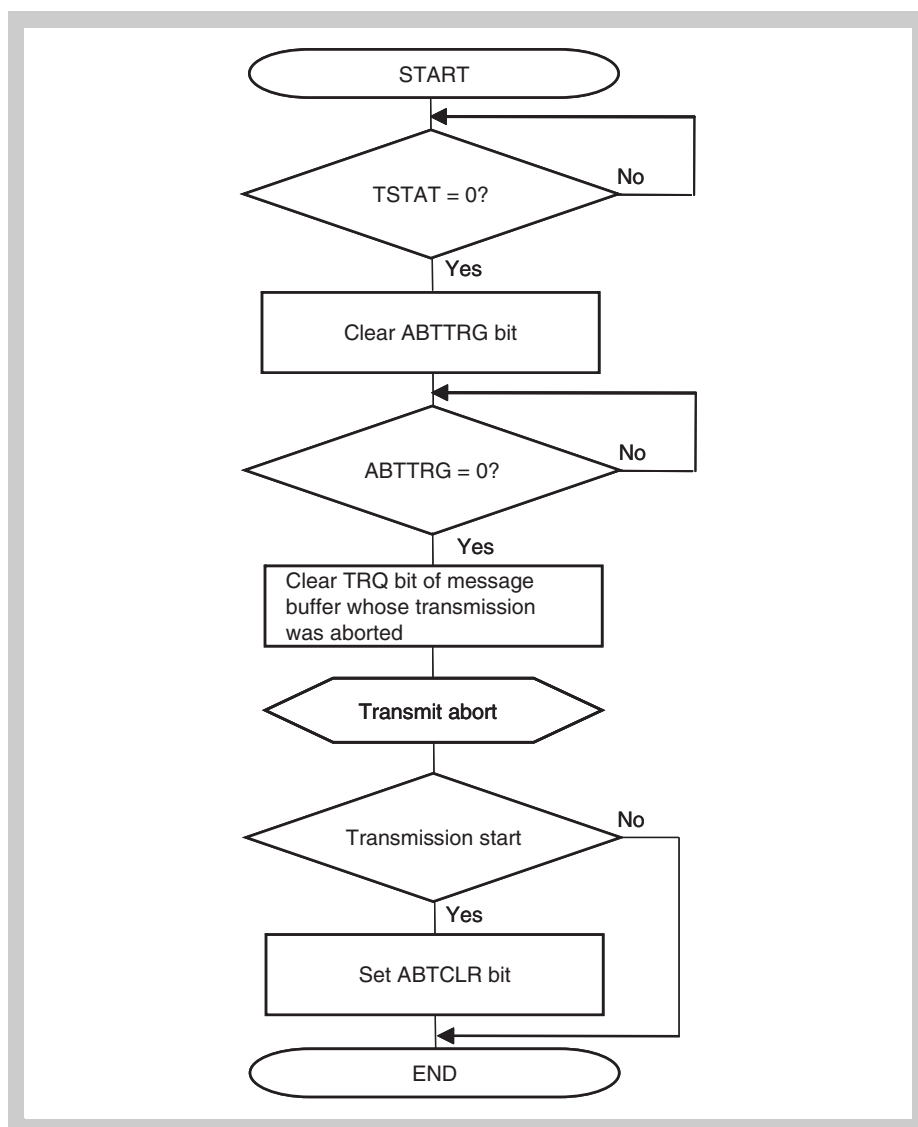 START
TSTAT = 0?
No
Yes
Clear ABTTRG bit
ABTTRG = 0?
No
Yes
Clear TRQ bit of message
buffer whose transmission
was aborted
Transmit abort
Transmission start
No
Yes
Set ABTCLR bit
END